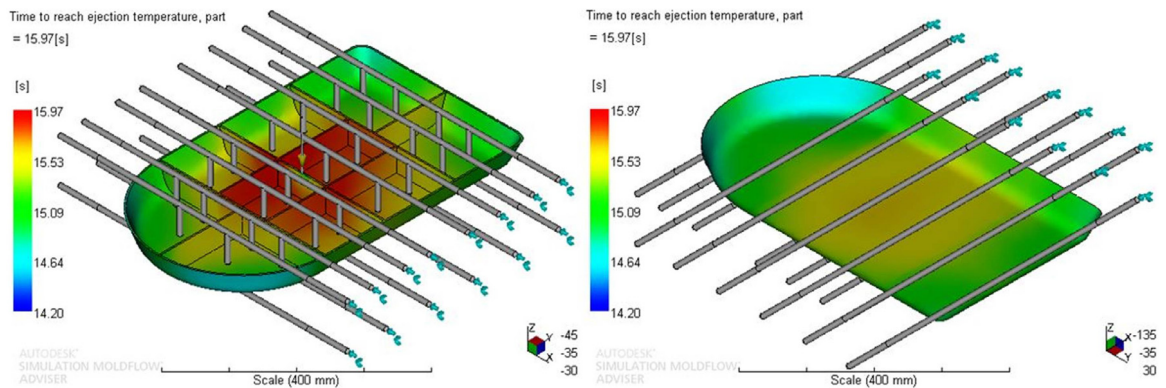 Time to reach ejection temperature, part
= 15.97[s]
[s]
15.97
15.53
15.09
14.64
14.20
AUTODESK®
SIMULATION MOLDFLOW
ADVISER
Scale (400 mm)
Z
Y
X
-45
-35
-30
Time to reach ejection temperature, part
= 15.97[s]
[s]
15.97
15.53
15.09
14.64
14.20
AUTODESK®
SIMULATION MOLDFLOW
ADVISER
Scale (400 mm)
Z
X
Y
-135
-35
30